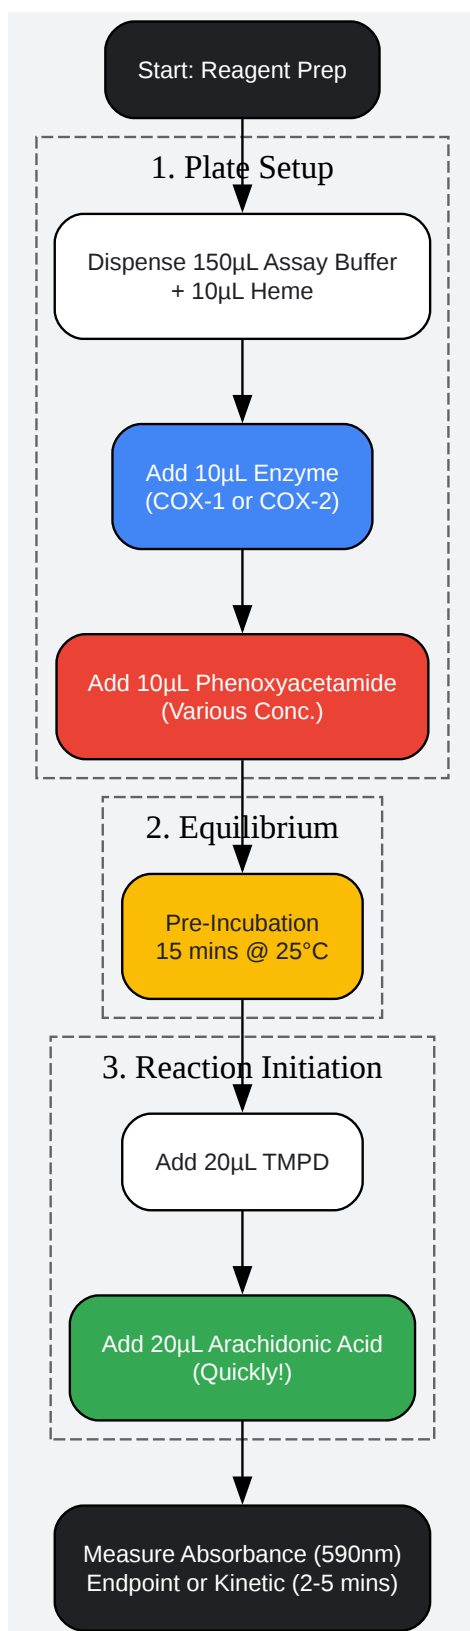 Start: Reagent Prep
1. Plate Setup
Dispense 150µL Assay Buffer
+ 10µL Heme
Add 10µL Enzyme
(COX-1 or COX-2)
Add 10µL Phenoxyacetamide
(Various Conc.)
2. Equilibrium
Pre-Incubation
15 mins @ 25°C
3. Reaction Initiation
Add 20µL TMPD
Add 20µL Arachidonic Acid
(Quickly!)
Measure Absorbance (590nm)
Endpoint or Kinetic (2-5 mins)